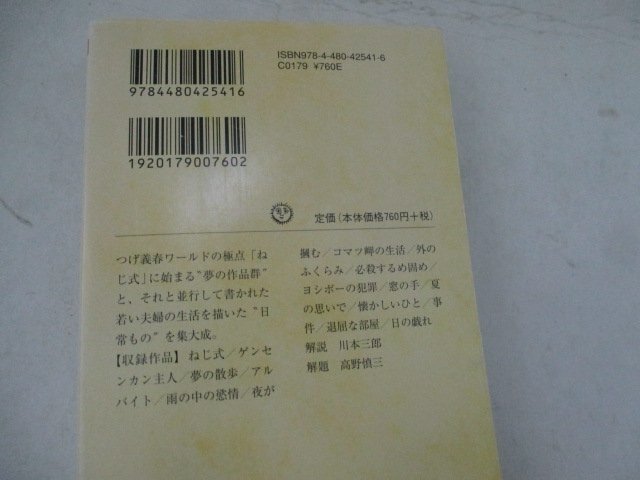 ISBN978-4-480-42541-6
C0179 ¥760E
9784480425416
1920179007602
定価(本体価格760円+税)
つげ義春ワールドの極点「ね
じ式」に始まる“夢の作品群”
と、それと並行して書かれた
若い夫婦の生活を描いた“日
常もの”を集大成。
【収録作品】ねじ式/ゲンセ
ンカン主人/夢の散歩/アル
バイト/雨の中の慾情/夜が
摑む/コマツ岬の生活/外の
ふくらみ/必殺するめ固め/
ヨシボーの犯罪/窓の手/夏
の思いで/懐かしいひと/事
件/退屈な部屋/日の戯れ
解説 川本三郎
解題 高野慎三